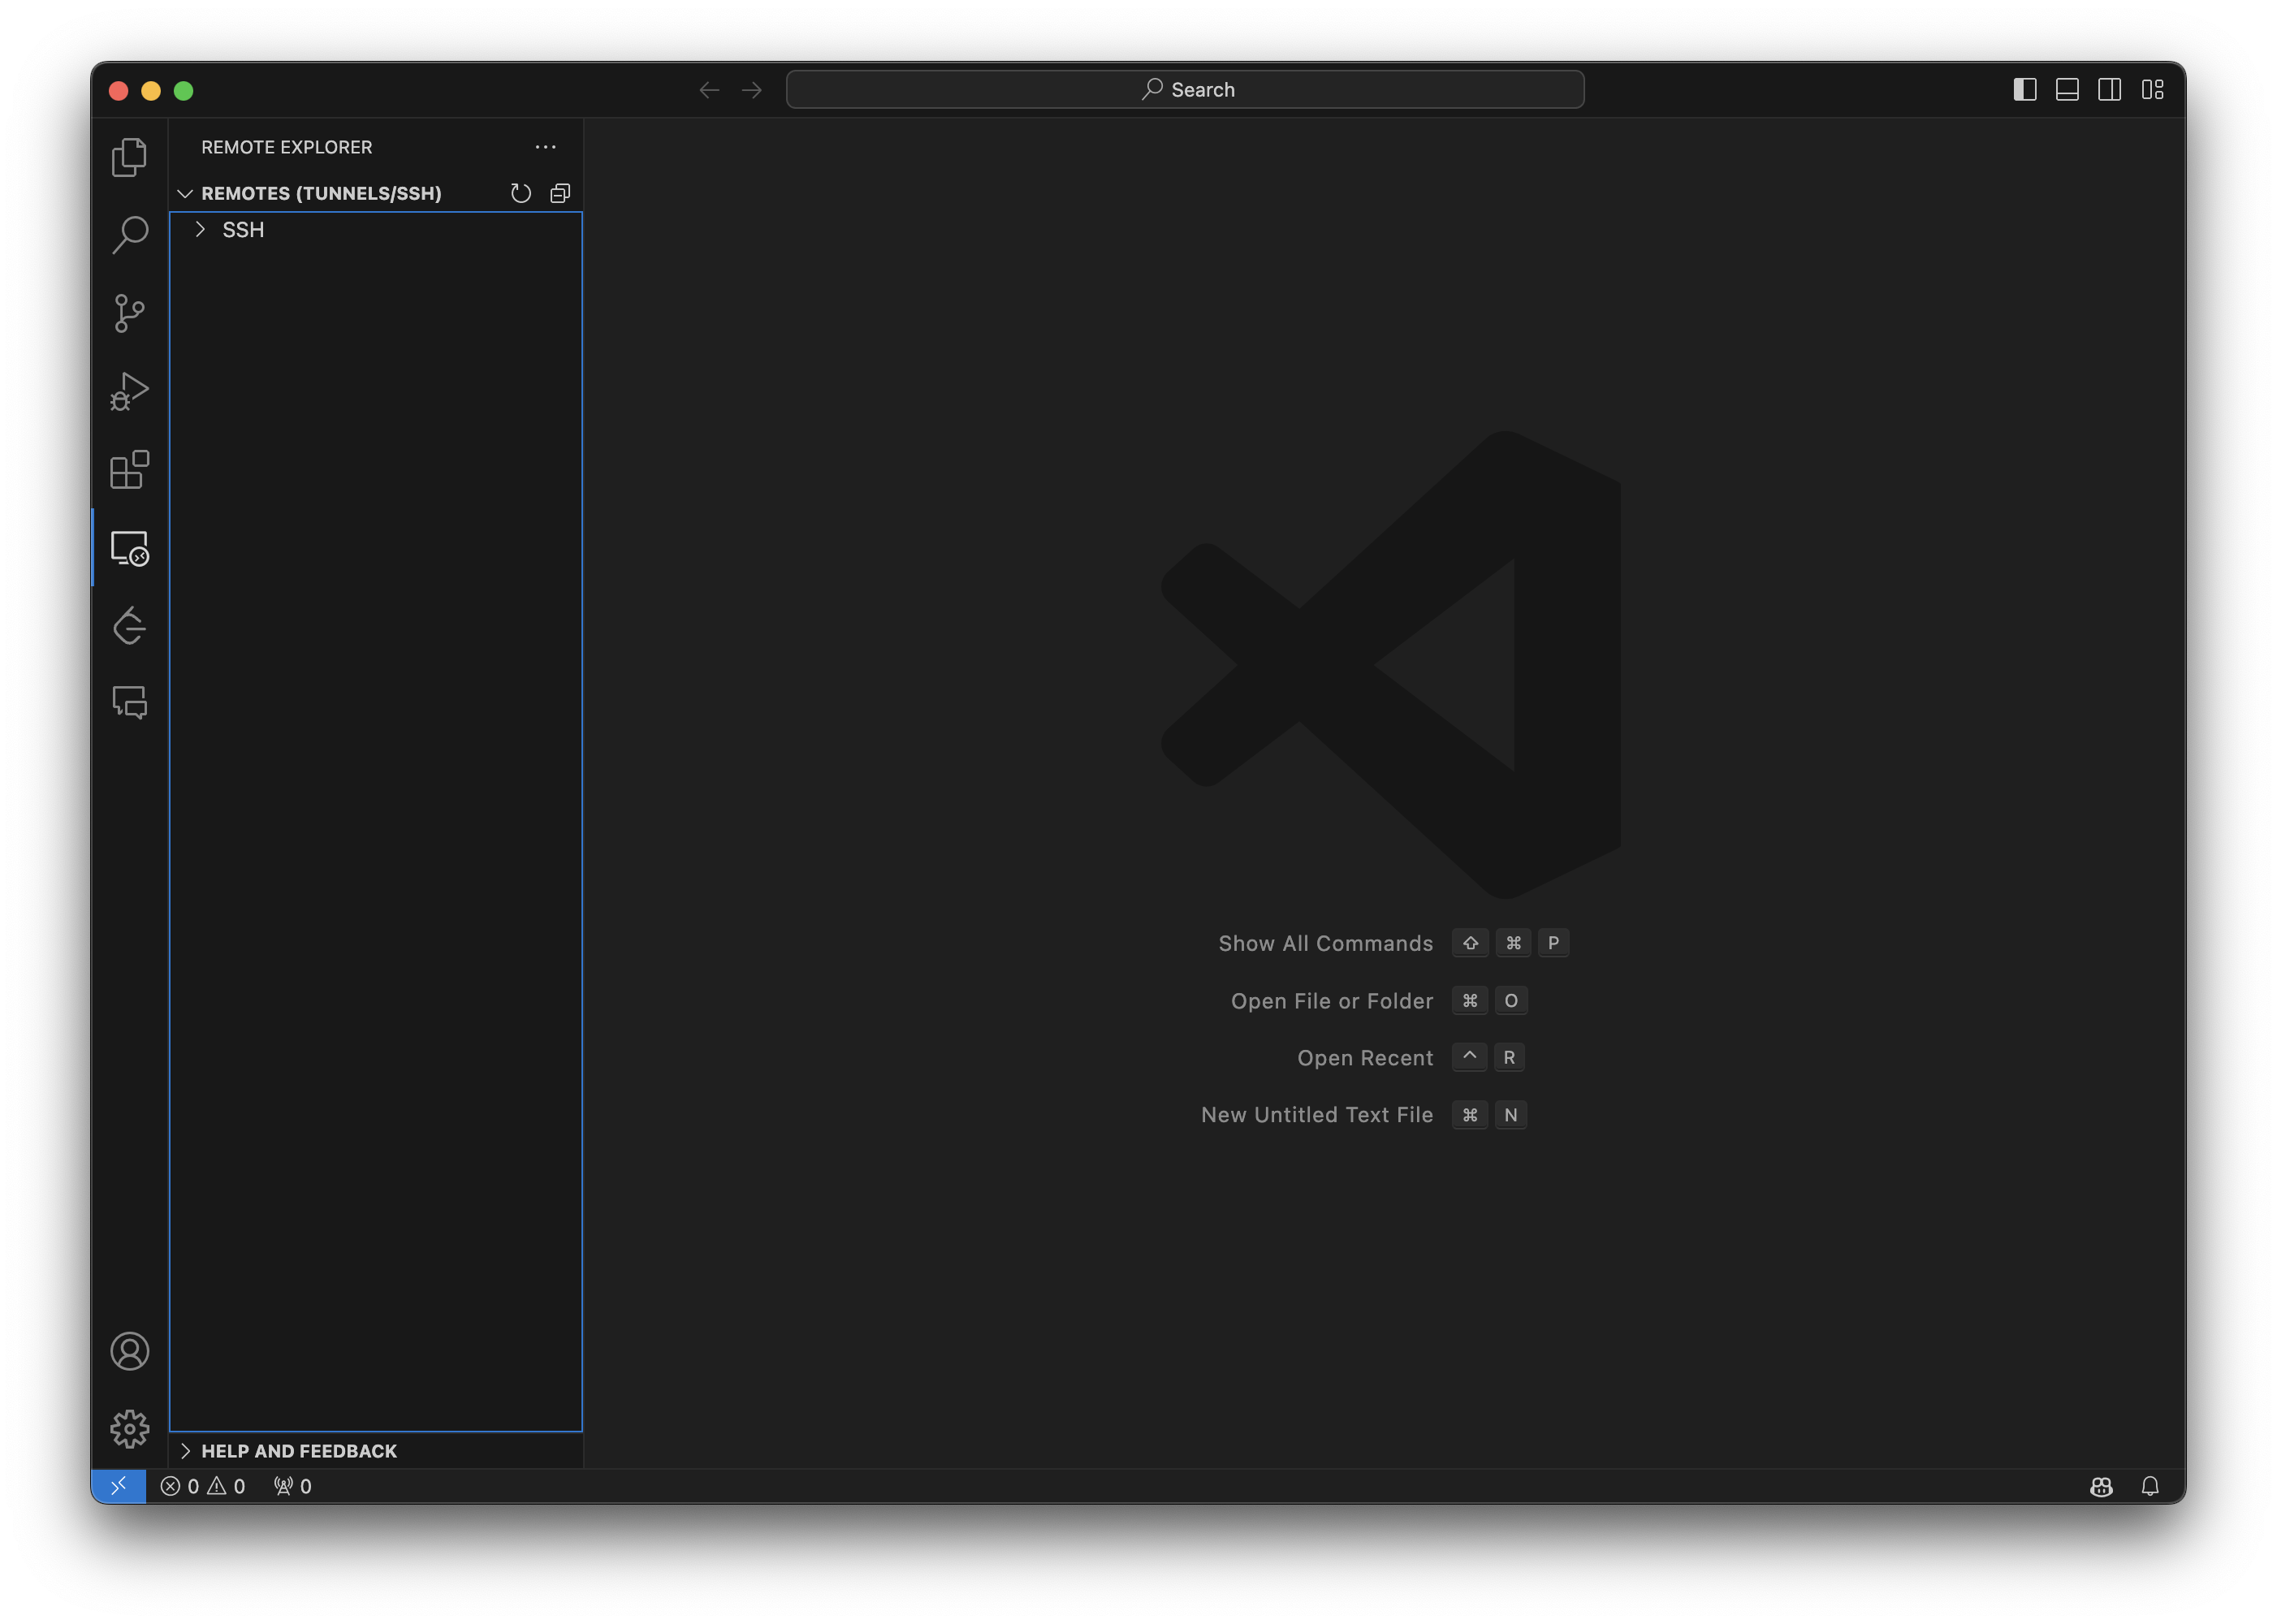 Search
REMOTE EXPLORER
REMOTES (TUNNELS/SSH)
SSH
Show All Commands ⇧ ⌘ P
Open File or Folder ⌘ O
Open Recent ^ R
New Untitled Text File ⌘ N
HELP AND FEEDBACK
0 0 0